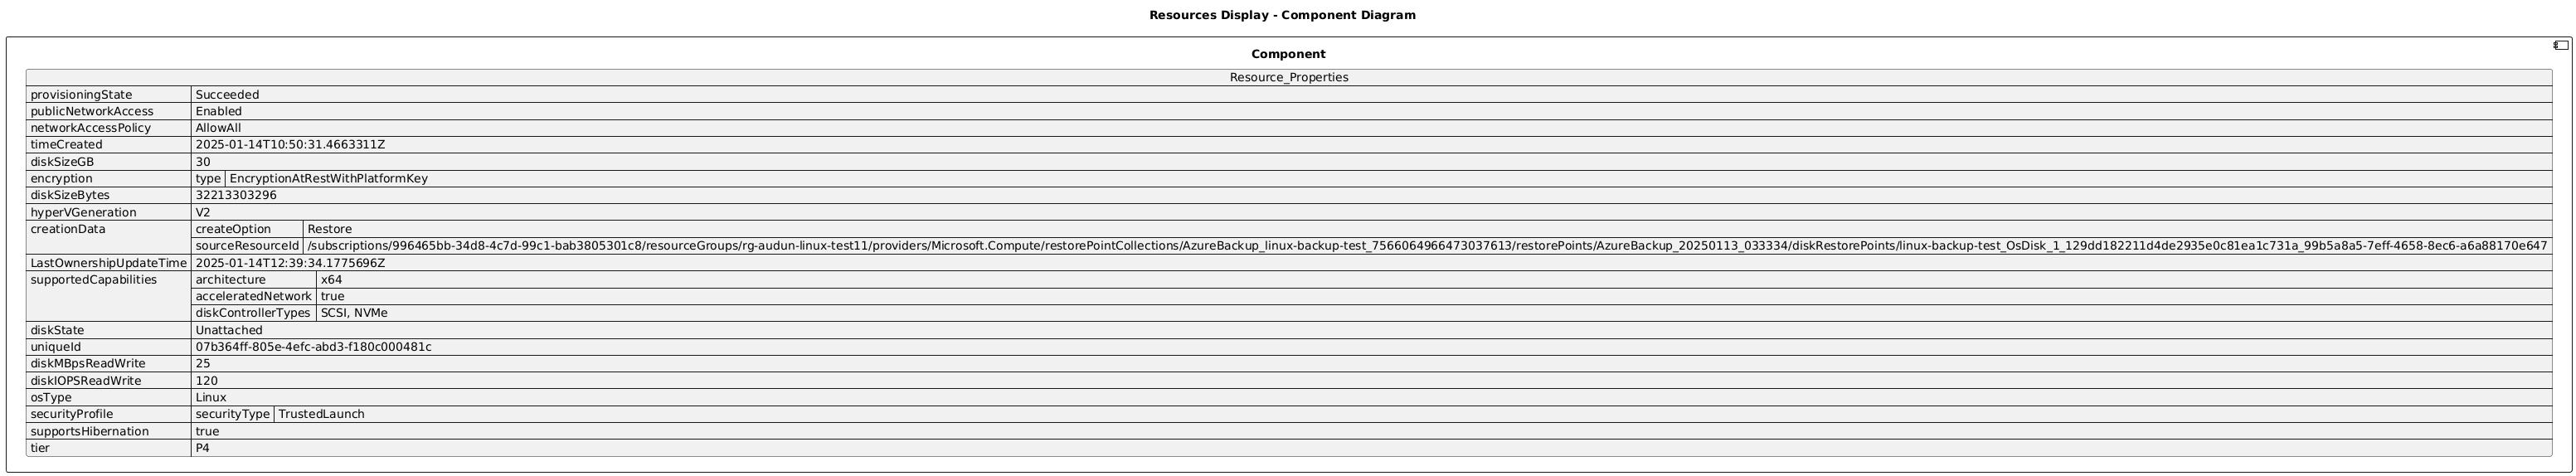 Resources Display - Component Diagram
Component
Resource_Properties
provisioningState Succeeded
publicNetworkAccess Enabled
networkAccessPolicy AllowAll
timeCreated 2025-01-14T10:50:31.4663311Z
diskSizeGB 30
encryption type EncryptionAtRestWithPlatformKey
diskSizeBytes 32213303296
hyperVGeneration V2
creationData createOption Restore
sourceResourceId /subscriptions/996465bb-34d8-4c7d-99c1-bab3805301c8/resourceGroups/rg-audun-linux-test11/providers/Microsoft.Compute/restorePointCollections/AzureBackup_linux-backup-test_7566064966473037613/restorePoints/AzureBackup_20250113_033334/diskRestorePoints/linux-backup-test_OsDisk_1_129dd182211d4de2935e0c81ea1c731a_99b5a8a5-7eff-4658-8ec6-a6a88170e647
LastOwnershipUpdateTime 2025-01-14T12:39:34.1775696Z
supportedCapabilities architecture x64
acceleratedNetwork true
diskControllerTypes SCSI, NVMe
diskState Unattached
uniqueId 07b364ff-805e-4efc-abd3-f180c000481c
diskMBpsReadWrite 25
diskIOPSReadWrite 120
osType Linux
securityProfile securityType TrustedLaunch
supportsHibernation true
tier P4